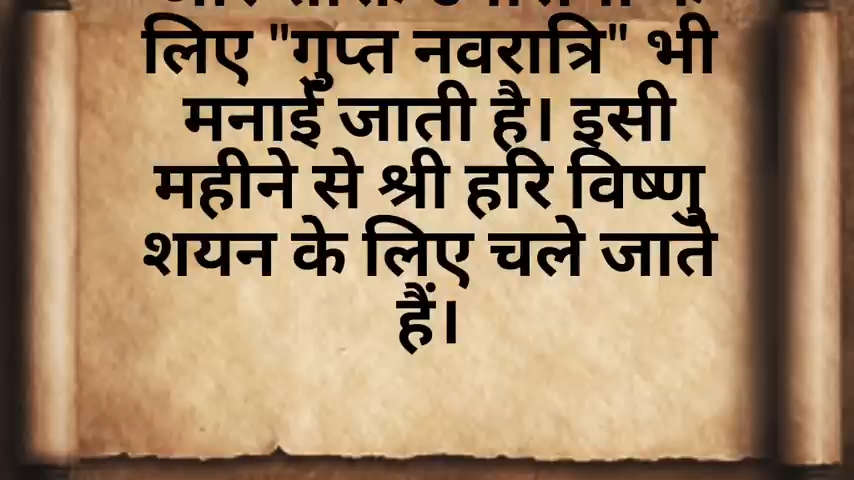 लिए "गुप्त नवरात्रि" भी
मनाई जाती है। इसी
महीने से श्री हरि विष्णु
शयन के लिए चले जाते
हैं।